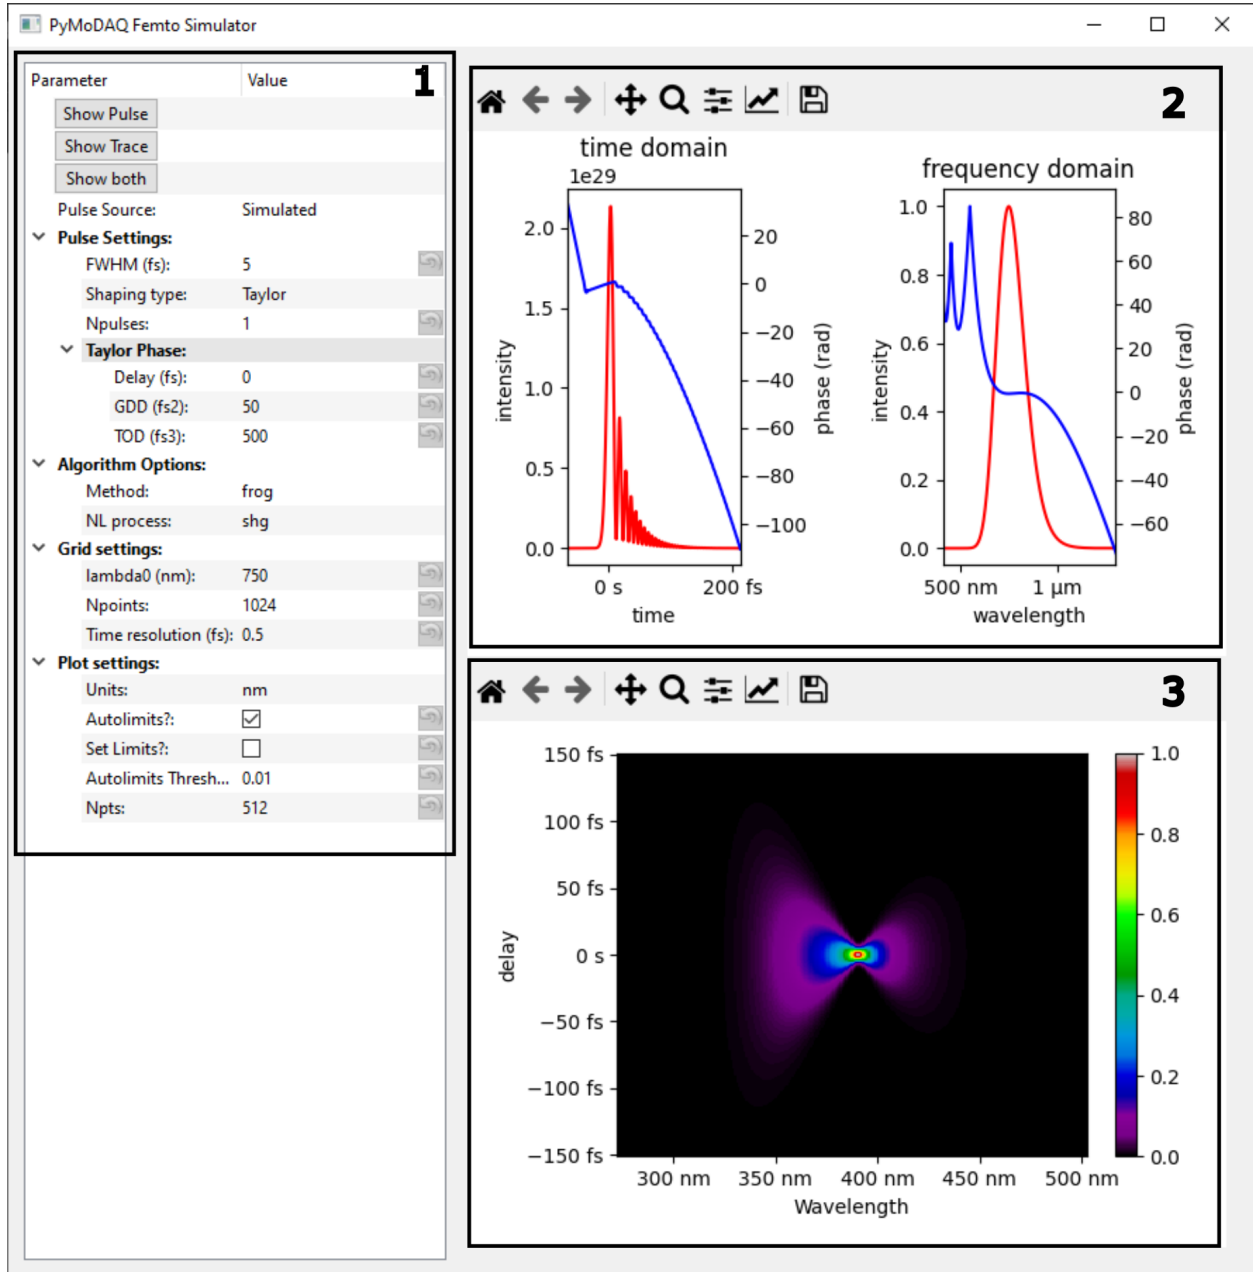 PyMoDAQ Femto Simulator
Parameter Value 1
Show Pulse
Show Trace
Show both
Pulse Source: Simulated
Pulse Settings:
FWHM (fs): 5
Shaping type: Taylor
Npulses: 1
Taylor Phase:
Delay (fs): 0
GDD (fs2): 50
TOD (fs3): 500
Algorithm Options:
Method: frog
NL process: shg
Grid settings:
lambda0 (nm): 750
Npoints: 1024
Time resolution (fs): 0.5
Plot settings:
Units: nm
Autolimits?:
Set Limits?:
Autolimits Thresh... 0.01
Npts: 512
2
time domain
1e29
2.0
1.5
1.0
0.5
0.0
intensity
20
0
−20
−40
−60
−80
−100
phase (rad)
0 s 200 fs
time
frequency domain
1.0
0.8
0.6
0.4
0.2
0.0
intensity
80
60
40
20
0
−20
−40
−60
phase (rad)
500 nm 1 µm
wavelength
3
150 fs
100 fs
50 fs
0 s
−50 fs
−100 fs
−150 fs
delay
300 nm 350 nm 400 nm 450 nm 500 nm
Wavelength
1.0
0.8
0.6
0.4
0.2
0.0